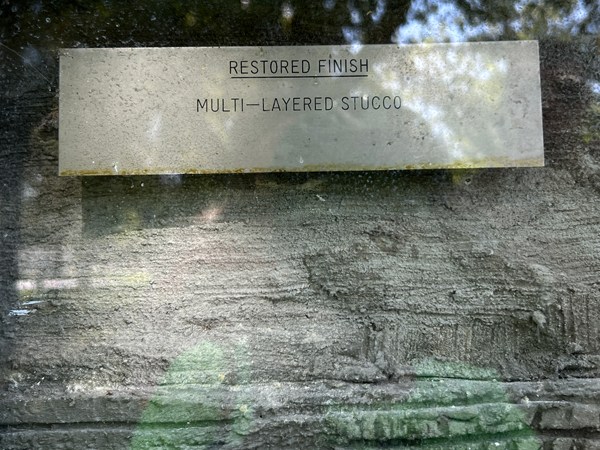 RESTORED FINISH
MULTI–LAYERED STUCCO